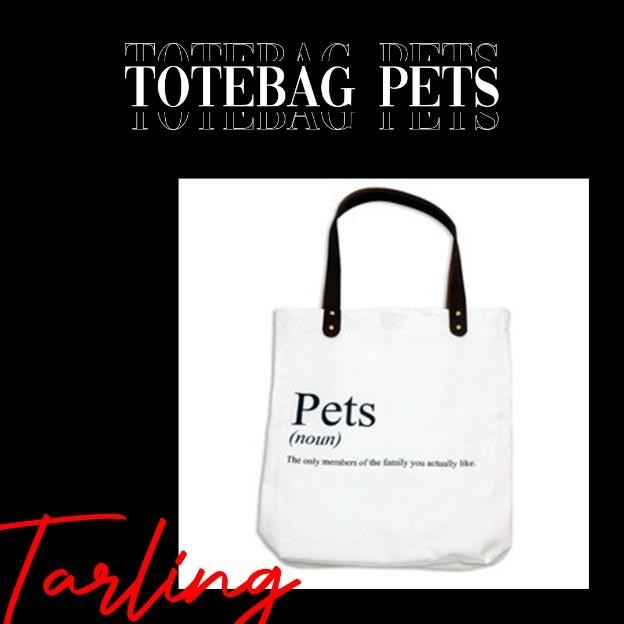 TOTEBAG PETS
Pets
(noun)
The only members of the family you actually like.
Tarling